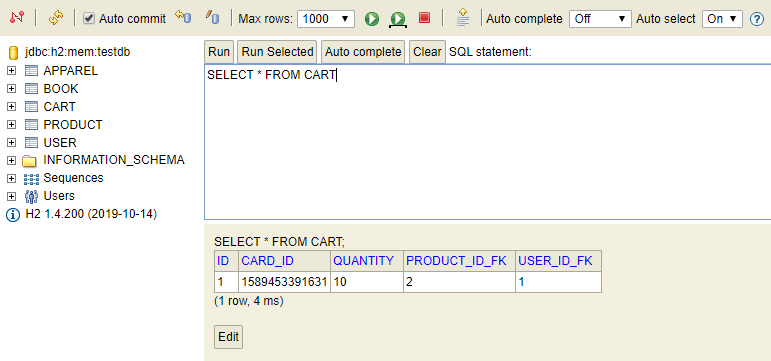 Auto commit Max rows: 1000 Auto complete Off Auto select On ?
jdbc:h2:mem:testdb
APPAREL
BOOK
CART
PRODUCT
USER
INFORMATION_SCHEMA
Sequences
Users
H2 1.4.200 (2019-10-14)
Run Run Selected Auto complete Clear SQL statement:
SELECT * FROM CART
SELECT * FROM CART;
ID CARD_ID QUANTITY PRODUCT_ID_FK USER_ID_FK
1 1589453391631 10 2 1
(1 row, 4 ms)
Edit